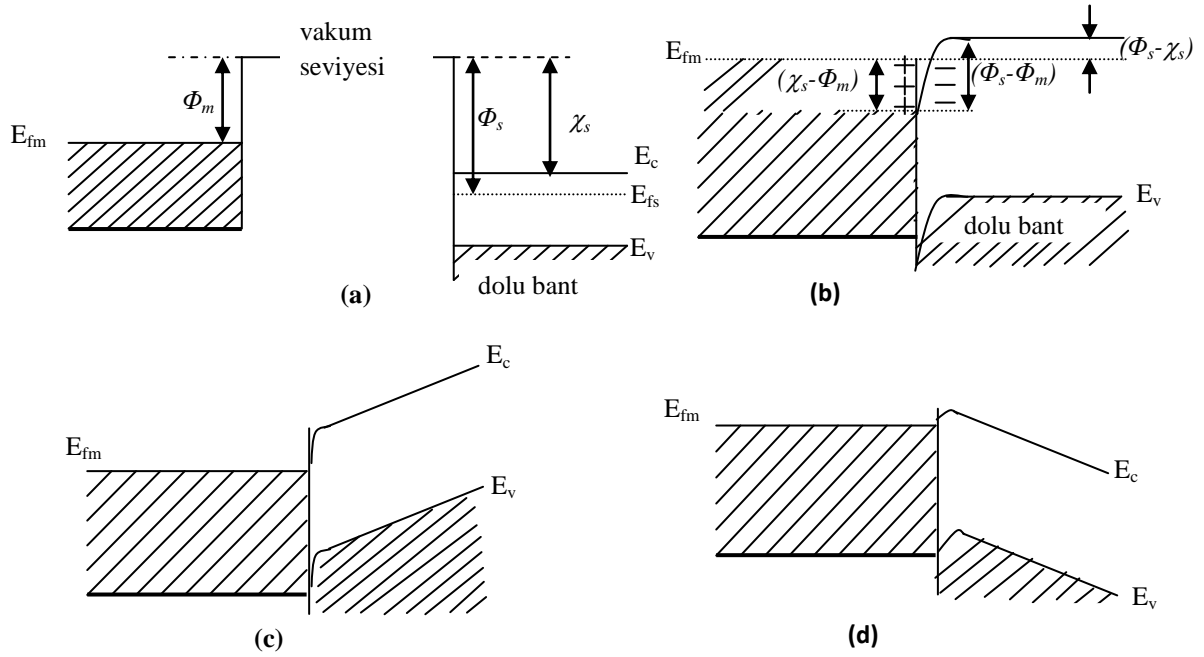 vakum
seviyesi
Φm
Efm
Φs
χs
Ec
Efs
Ev
dolu bant
(a)
Efm
(χs-Φm)
(Φs-Φm)
(Φs-χs)
Ev
dolu bant
(b)
Ec
Efm
Ev
(c)
Efm
Ec
Ev
(d)